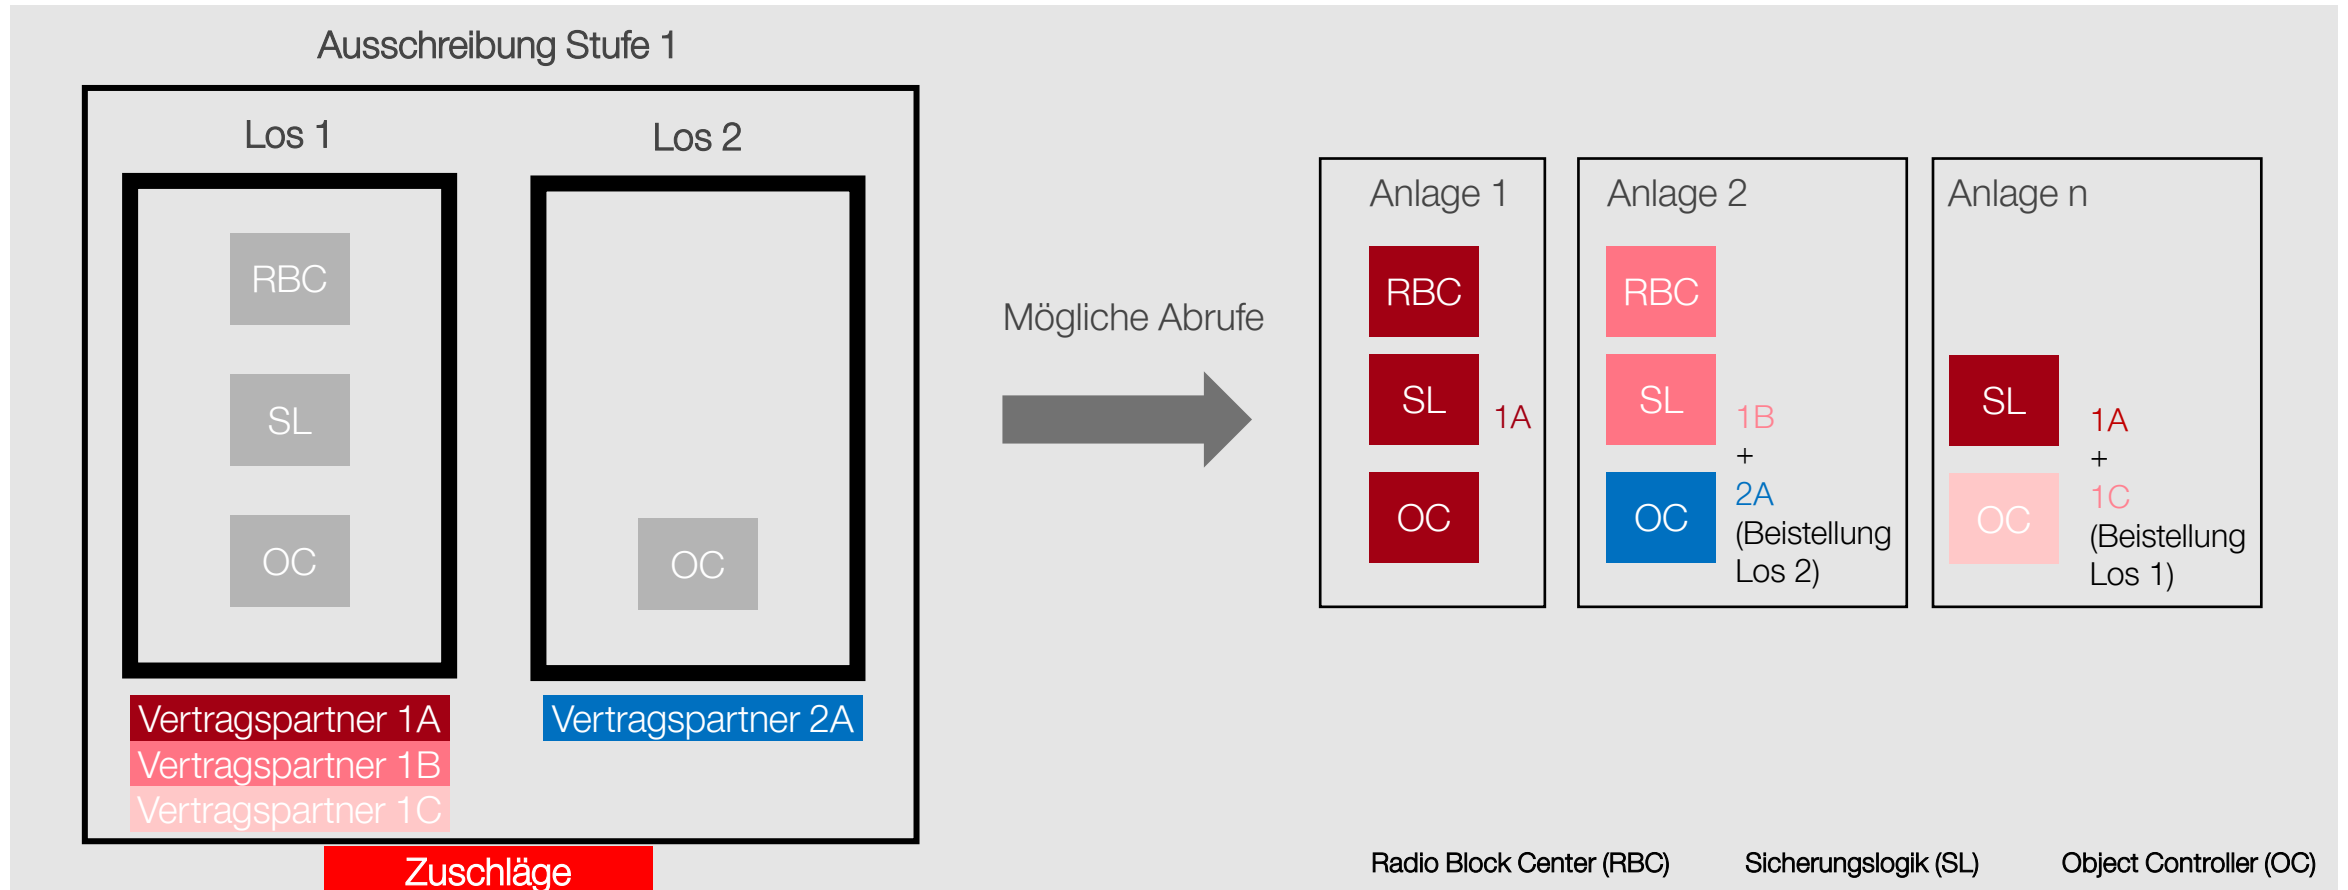 Ausschreibung Stufe 1
Los 1
Los 2
RBC
SL
OC
OC
Vertragspartner 1A
Vertragspartner 1B
Vertragspartner 1C
Vertragspartner 2A
Zuschläge
Mögliche Abrufe
Anlage 1
RBC
SL
1A
OC
Anlage 2
RBC
SL
1B
+
OC
2A
(Beistellung
Los 2)
Anlage n
SL
1A
+
OC
1C
(Beistellung
Los 1)
Radio Block Center (RBC)
Sicherungslogik (SL)
Object Controller (OC)